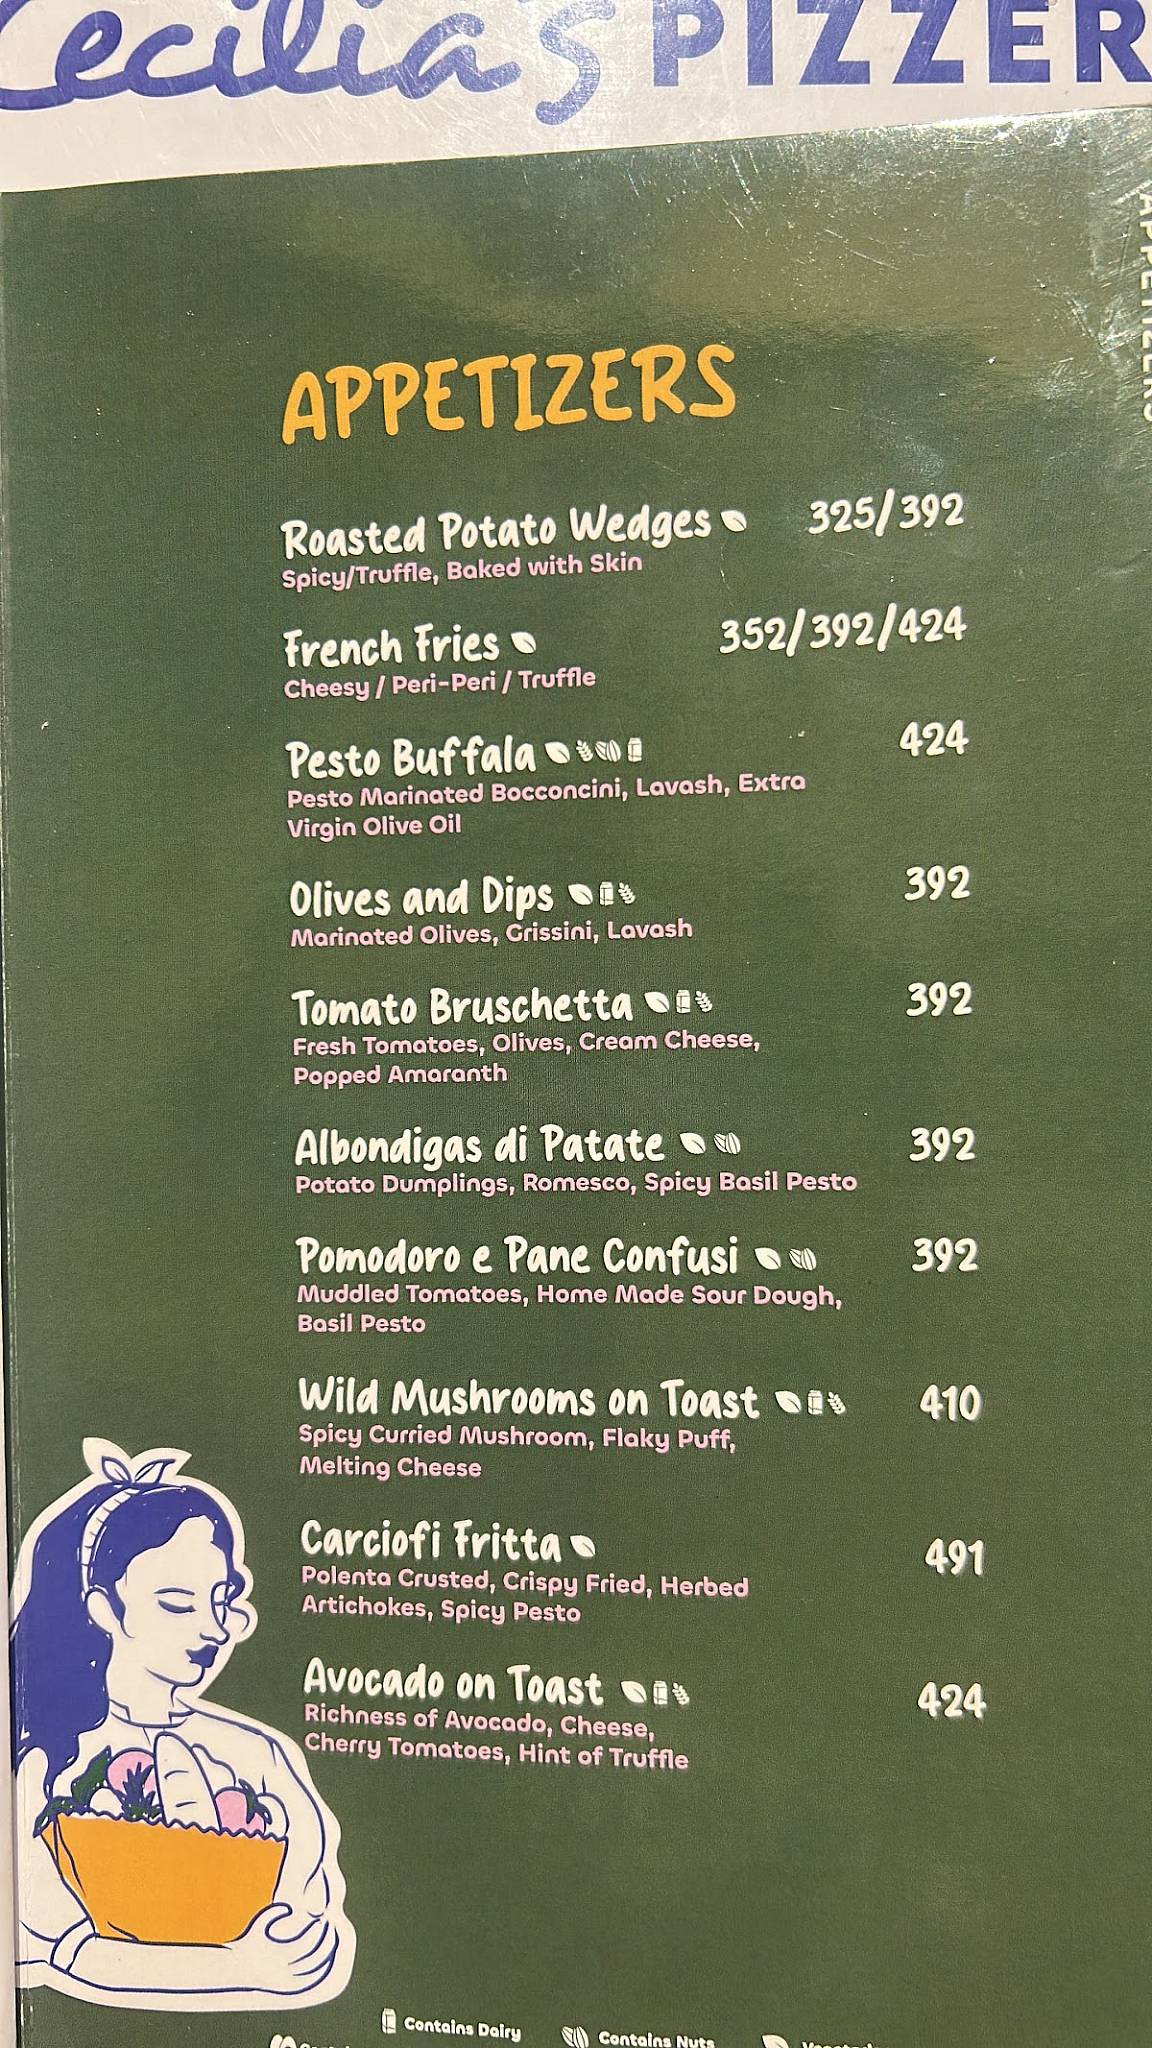 Cecilia's PIZZER
APPETIZERS
APPETIZERS
Roasted Potato Wedges 325/392
Spicy/Truffle, Baked with Skin
French Fries 352/392/424
Cheesy / Peri-Peri / Truffle
Pesto Buffala 424
Pesto Marinated Bocconcini, Lavash, Extra
Virgin Olive Oil
Olives and Dips 392
Marinated Olives, Grissini, Lavash
Tomato Bruschetta 392
Fresh Tomatoes, Olives, Cream Cheese,
Popped Amaranth
Albondigas di Patate 392
Potato Dumplings, Romesco, Spicy Basil Pesto
Pomodoro e Pane Confusi 392
Muddled Tomatoes, Home Made Sour Dough,
Basil Pesto
Wild Mushrooms on Toast 410
Spicy Curried Mushroom, Flaky Puff,
Melting Cheese
Carciofi Fritta 491
Polenta Crusted, Crispy Fried, Herbed
Artichokes, Spicy Pesto
Avocado on Toast 424
Richness of Avocado, Cheese,
Cherry Tomatoes, Hint of Truffle
Contains Dairy Contains Nuts